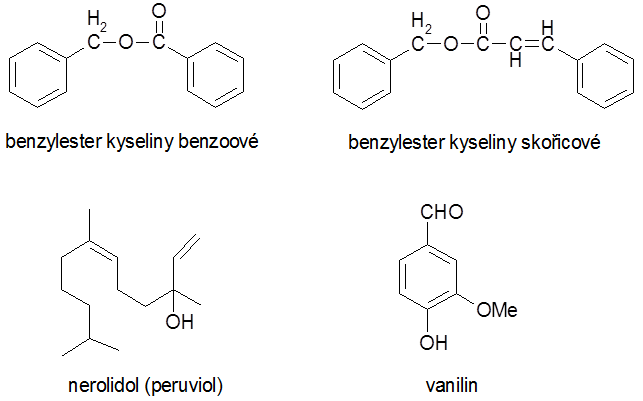 H2 O
C O C
benzylester kyseliny benzoové
H2 O H
C O C C C
H
benzylester kyseliny skořicové
OH
nerolidol (peruviol)
CHO
OMe
OH
vanilin